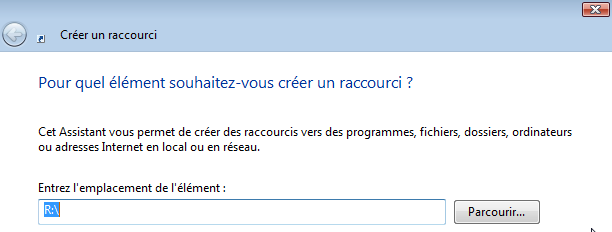 Créer un raccourci
Pour quel élément souhaitez-vous créer un raccourci ?
Cet Assistant vous permet de créer des raccourcis vers des programmes, fichiers, dossiers, ordinateurs
ou adresses Internet en local ou en réseau.
Entrez l'emplacement de l'élément :
R:\
Parcourir...